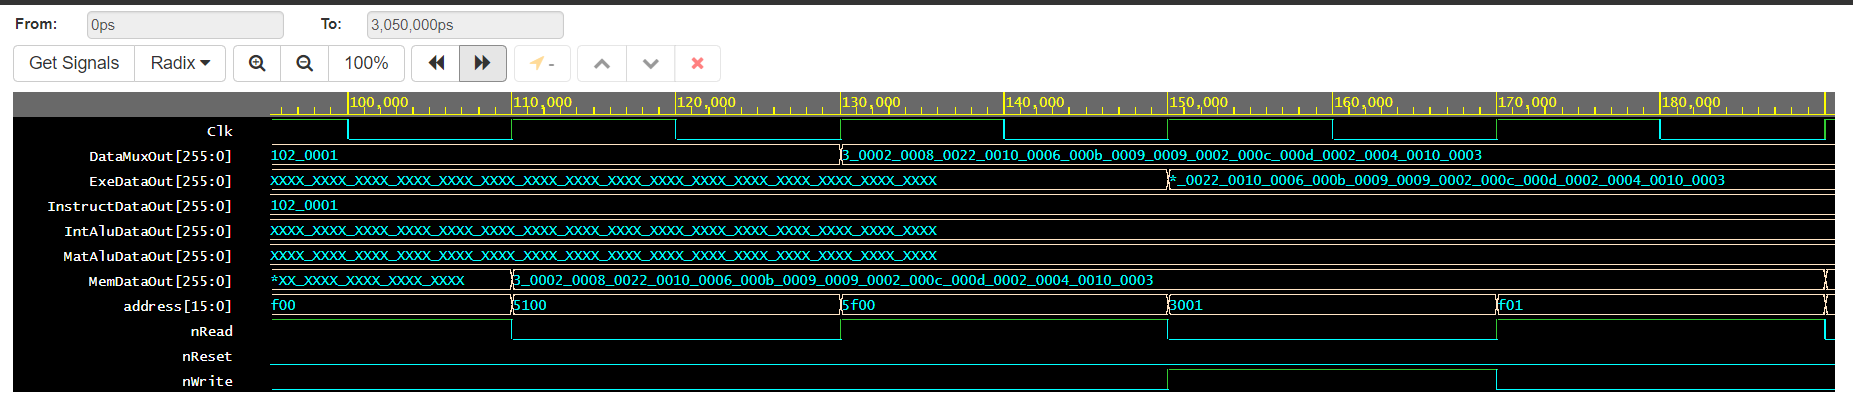 From: 0ps To: 3,050,000ps
Get Signals Radix 100% -
100,000 110,000 120,000 130,000 140,000 150,000 160,000 170,000 180,000
Clk
DataMuxOut[255:0] 102_0001 3_0002_0008_0022_0010_0006_000b_0009_0009_0002_000c_000d_0002_0004_0010_0003
ExeDataOut[255:0] XXXX_XXXX_XXXX_XXXX_XXXX_XXXX_XXXX_XXXX_XXXX_XXXX_XXXX_XXXX_XXXX_XXXX_XXXX_XXXX *_0022_0010_0006_000b_0009_0009_0002_000c_000d_0002_0004_0010_0003
InstructDataOut[255:0] 102_0001
IntAluDataOut[255:0] XXXX_XXXX_XXXX_XXXX_XXXX_XXXX_XXXX_XXXX_XXXX_XXXX_XXXX_XXXX_XXXX_XXXX_XXXX_XXXX
MatAluDataOut[255:0] XXXX_XXXX_XXXX_XXXX_XXXX_XXXX_XXXX_XXXX_XXXX_XXXX_XXXX_XXXX_XXXX_XXXX_XXXX_XXXX
MemDataOut[255:0] *XX_XXXX_XXXX_XXXX_XXXX 3_0002_0008_0022_0010_0006_000b_0009_0009_0002_000c_000d_0002_0004_0010_0003
address[15:0] f00 5100 5f00 3001 f01
nRead
nReset
nWrite